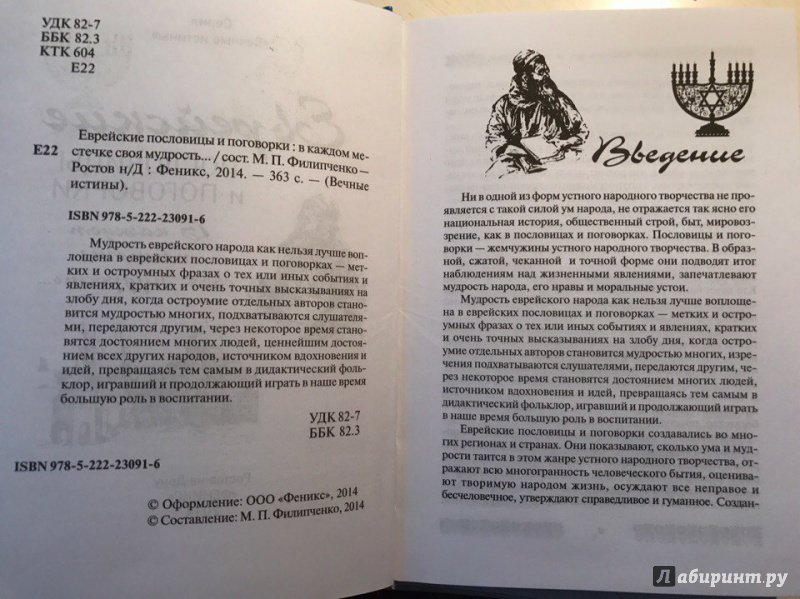 УДК 82-7
ББК 82.3
КТК 604
Е22
Еврейские пословицы и поговорки : в каждом ме-
Е22 стечке своя мудрость... / сост. М. П. Филипченко —
Ростов н/Д : Феникс, 2014. — 363 с. — (Вечные
истины).
ISBN 978-5-222-23091-6
Мудрость еврейского народа как нельзя лучше воп-
лощена в еврейских пословицах и поговорках — мет-
ких и остроумных фразах о тех или иных событиях и
явлениях, кратких и очень точных высказываниях на
злобу дня, когда остроумие отдельных авторов стано-
вится мудростью многих, подхватываются слушателя-
ми, передаются другим, через некоторое время стано-
вятся достоянием многих людей, ценнейшим достоя-
нием всех других народов, источником вдохновения и
идей, превращаясь тем самым в дидактический фоль-
клор, игравший и продолжающий играть в наше время
большую роль в воспитании.
УДК 82-7
ББК 82.3
ISBN 978-5-222-23091-6
© Оформление: ООО «Феникс», 2014
© Составление: М. П. Филипченко, 2014
Введение
Ни в одной из форм устного народного творчества не про-
является с такой силой ум народа, не отражается так ясно его
национальная история, общественный строй, быт, мировоз-
зрение, как в пословицах и поговорках. Пословицы и погово-
ворки — жемчужины устного народного творчества. В образ-
ной, сжатой, чеканной и точной форме они подводят итог
наблюдениям над жизненными явлениями, запечатлевают
мудрость народа, его нравы и моральные устои.
Мудрость еврейского народа как нельзя лучше воплоще-
на в еврейских пословицах и поговорках — метких и остро-
умных фразах о тех или иных событиях и явлениях, кратких
и очень точных высказываниях на злобу дня, когда остро-
умие отдельных авторов становится мудростью многих, изре-
чения подхватываются слушателями, передаются другим, че-
рез некоторое время становятся достоянием многих людей,
источником вдохновения и идей, превращаясь тем самым в
дидактический фольклор, игравший и продолжающий играть
в наше время большую роль в воспитании.
Еврейские пословицы и поговорки создавались во мно-
гих регионах и странах. Они показывают, сколько ума и муд-
рости таится в этом жанре устного народного творчества, от-
ражают всю многогранность человеческого бытия, оценива-
ют творимую народом жизнь, осуждают все неправое и
бесчеловечное, утверждают справедливое и гуманное. Создан-
Лабиринт.ру